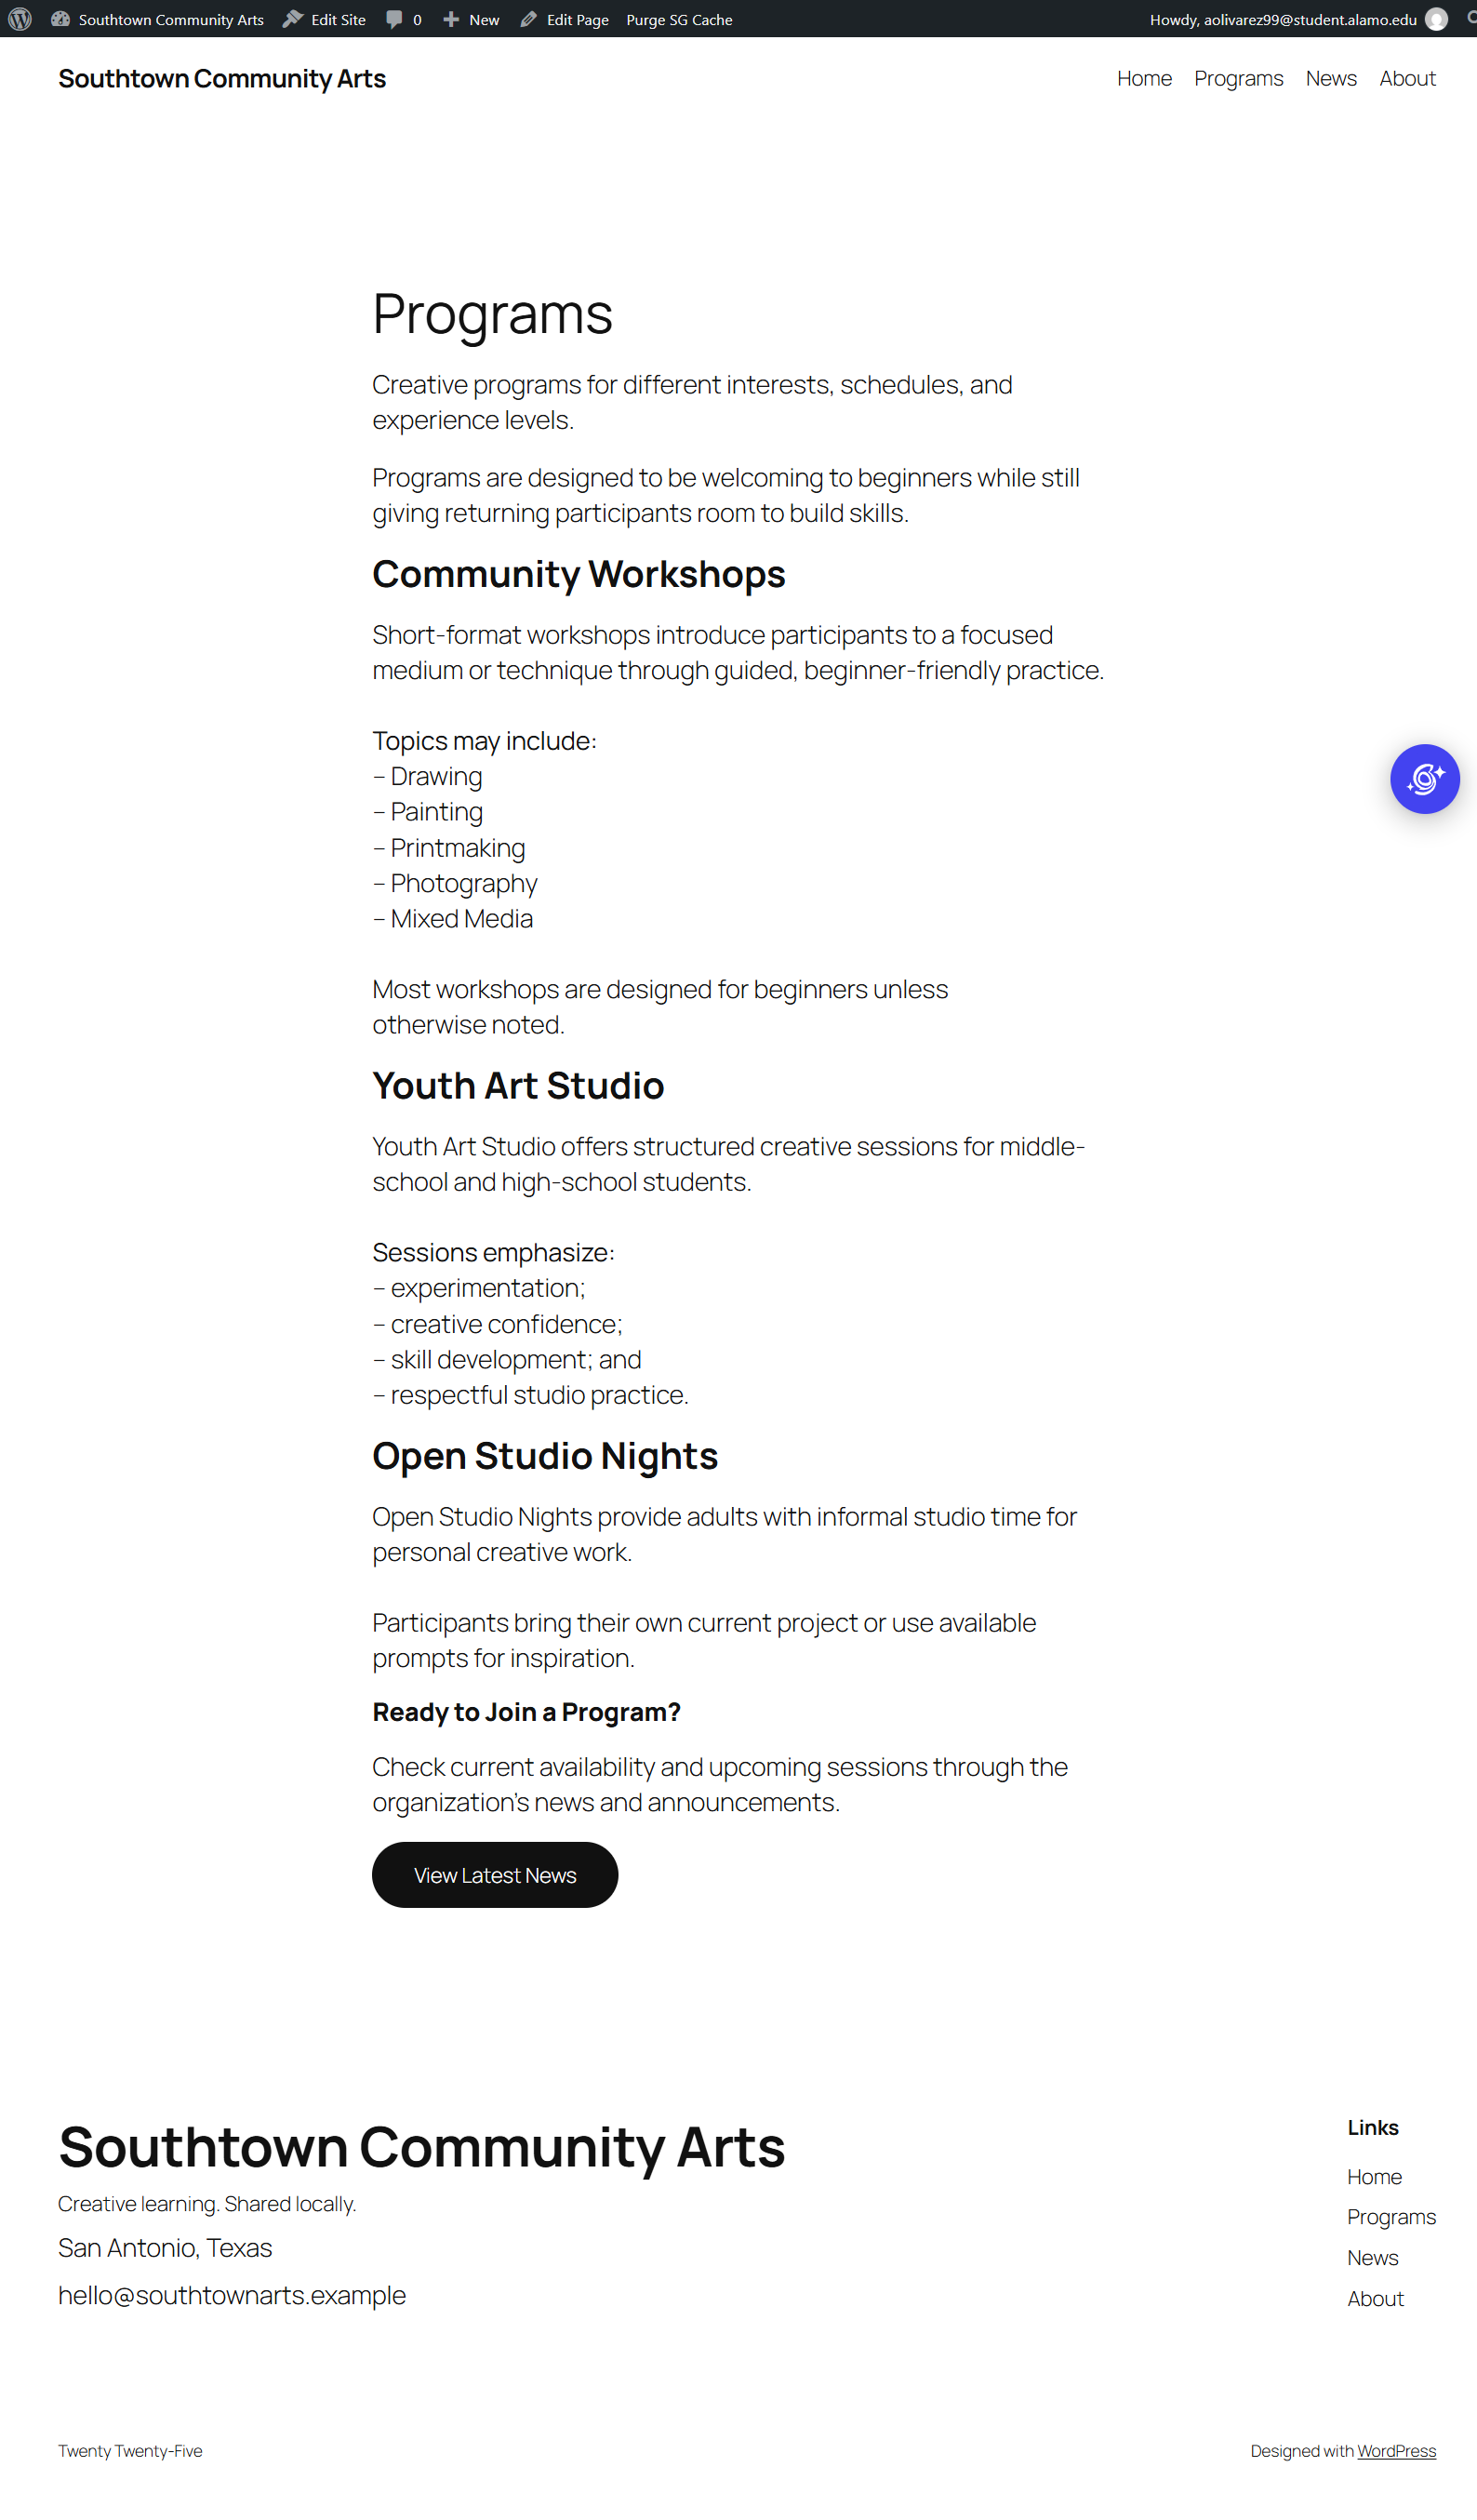 Southtown Community Arts Edit Site 0 New Edit Page Purge SG Cache Howdy, aolivarez99@student.alamo.edu
Southtown Community Arts Home Programs News About
Programs
Creative programs for different interests, schedules, and
experience levels.
Programs are designed to be welcoming to beginners while still
giving returning participants room to build skills.
Community Workshops
Short-format workshops introduce participants to a focused
medium or technique through guided, beginner-friendly practice.
Topics may include:
– Drawing
– Painting
– Printmaking
– Photography
– Mixed Media
Most workshops are designed for beginners unless
otherwise noted.
Youth Art Studio
Youth Art Studio offers structured creative sessions for middle-
school and high-school students.
Sessions emphasize:
– experimentation;
– creative confidence;
– skill development; and
– respectful studio practice.
Open Studio Nights
Open Studio Nights provide adults with informal studio time for
personal creative work.
Participants bring their own current project or use available
prompts for inspiration.
Ready to Join a Program?
Check current availability and upcoming sessions through the
organization’s news and announcements.
View Latest News
Southtown Community Arts
Creative learning. Shared locally.
San Antonio, Texas
hello@southtownarts.example
Links
Home
Programs
News
About
Twenty Twenty-Five
Designed with WordPress